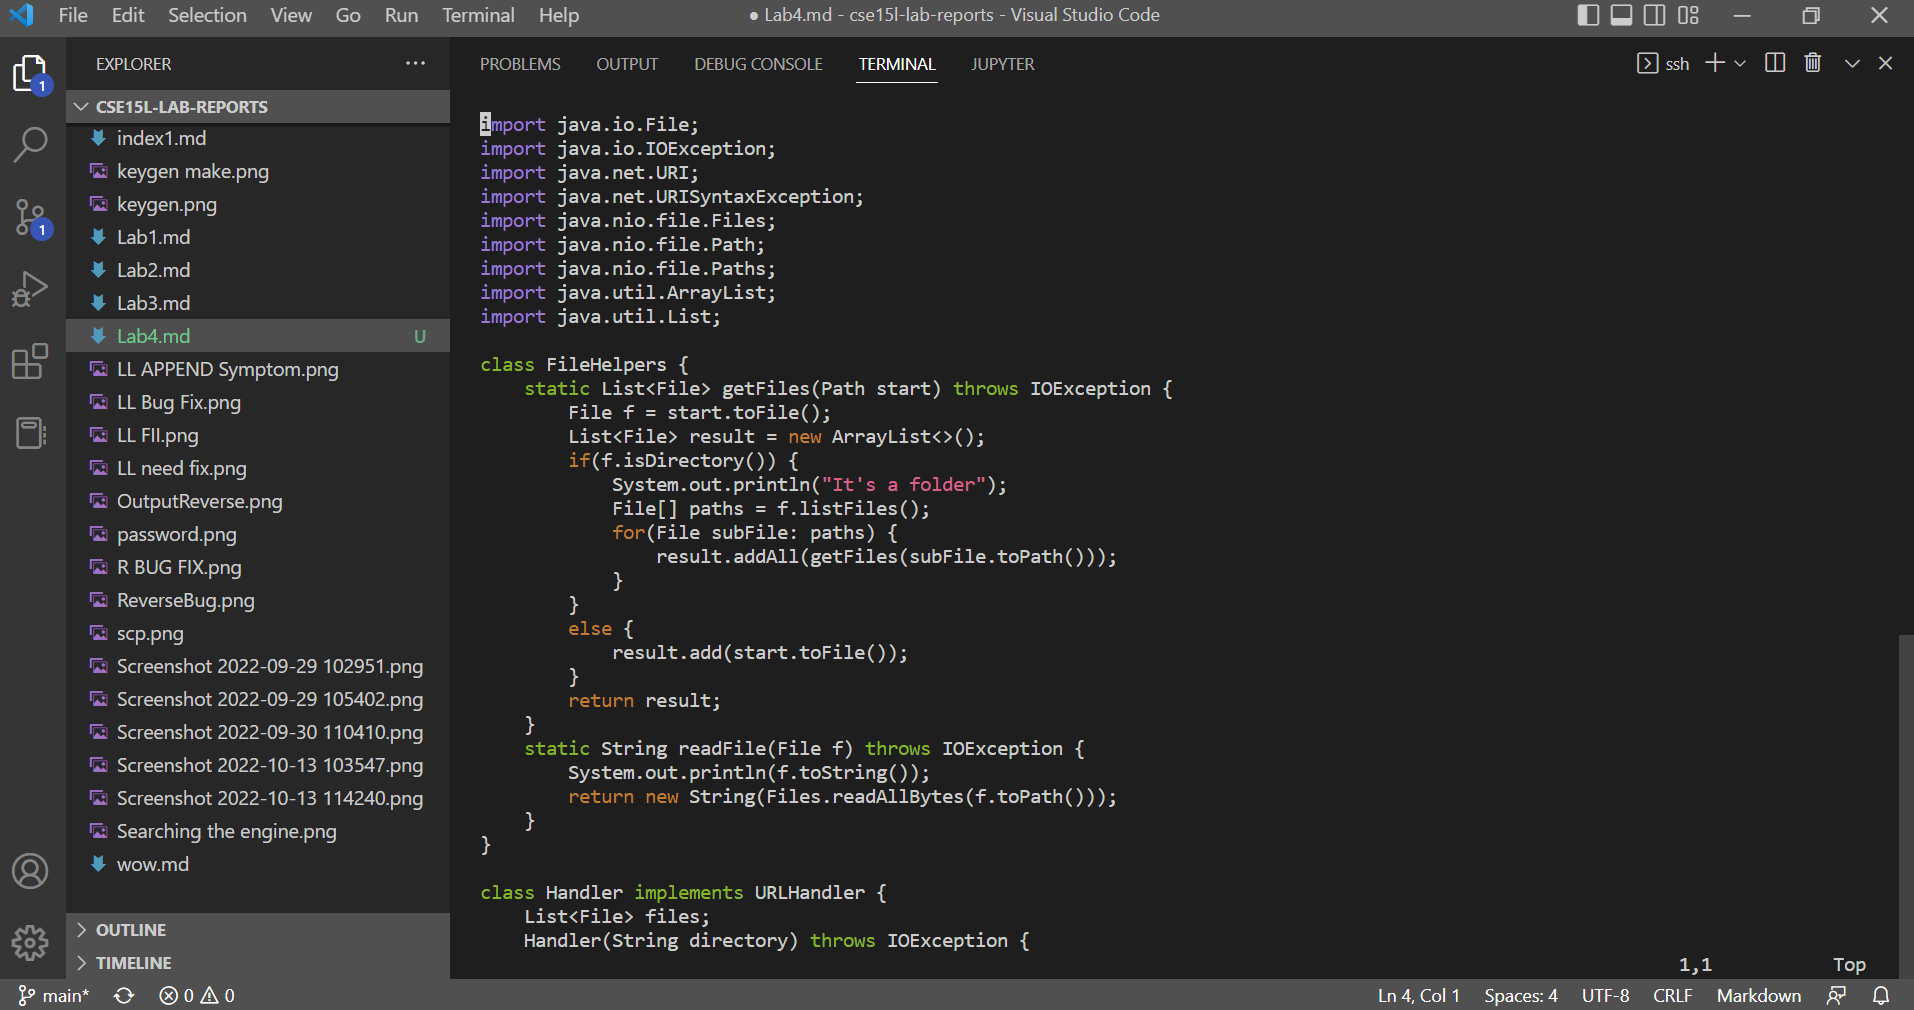 File Edit Selection View Go Run Terminal Help
● Lab4.md - cse15l-lab-reports - Visual Studio Code
EXPLORER
CSE15L-LAB-REPORTS
index1.md
keygen make.png
keygen.png
Lab1.md
Lab2.md
Lab3.md
Lab4.md U
LL APPEND Symptom.png
LL Bug Fix.png
LL FII.png
LL need fix.png
OutputReverse.png
password.png
R BUG FIX.png
ReverseBug.png
scp.png
Screenshot 2022-09-29 102951.png
Screenshot 2022-09-29 105402.png
Screenshot 2022-09-30 110410.png
Screenshot 2022-10-13 103547.png
Screenshot 2022-10-13 114240.png
Searching the engine.png
wow.md
OUTLINE
TIMELINE
1
1
PROBLEMS OUTPUT DEBUG CONSOLE TERMINAL JUPYTER
ssh
import java.io.File;
import java.io.IOException;
import java.net.URI;
import java.net.URISyntaxException;
import java.nio.file.Files;
import java.nio.file.Path;
import java.nio.file.Paths;
import java.util.ArrayList;
import java.util.List;
class FileHelpers {
    static List<File> getFiles(Path start) throws IOException {
        File f = start.toFile();
        List<File> result = new ArrayList<>();
        if(f.isDirectory()) {
            System.out.println("It's a folder");
            File[] paths = f.listFiles();
            for(File subFile: paths) {
                result.addAll(getFiles(subFile.toPath()));
            }
        }
        else {
            result.add(start.toFile());
        }
        return result;
    }
    static String readFile(File f) throws IOException {
        System.out.println(f.toString());
        return new String(Files.readAllBytes(f.toPath()));
    }
}
class Handler implements URLHandler {
    List<File> files;
    Handler(String directory) throws IOException {
1,1 Top
main* 0 0
Ln 4, Col 1 Spaces: 4 UTF-8 CRLF Markdown